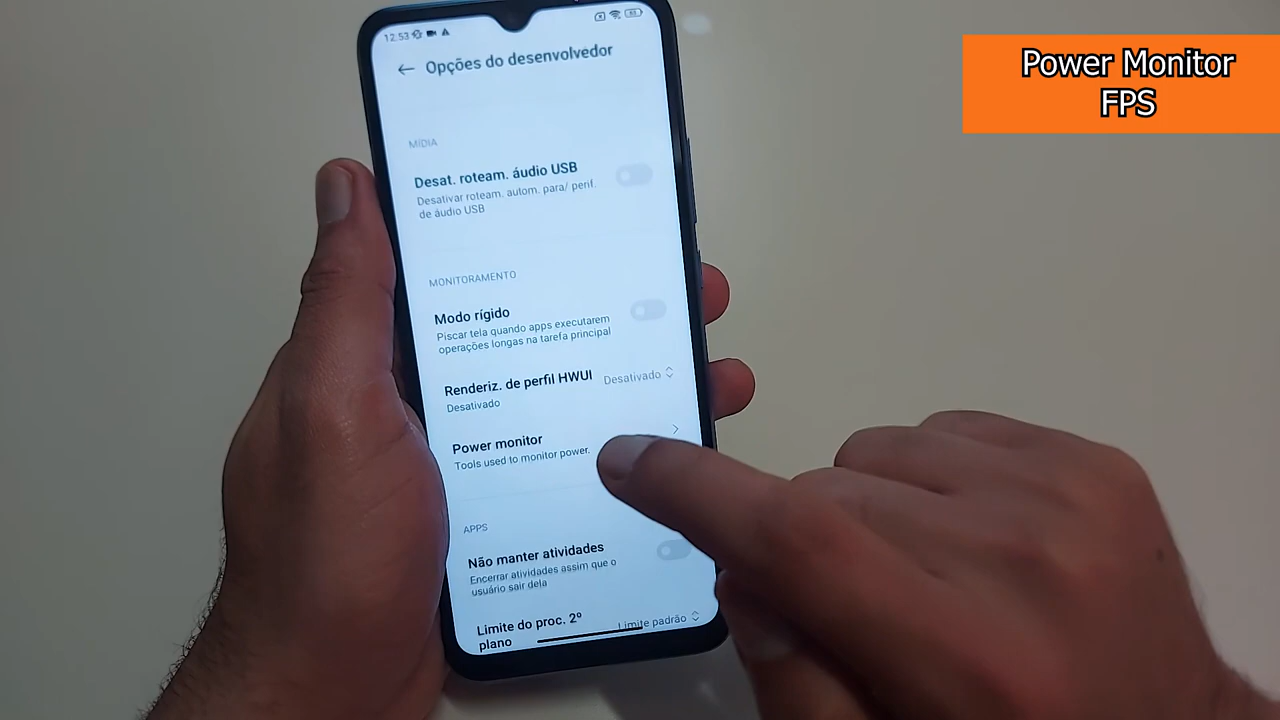 Power Monitor
FPS
12:53
Opções do desenvolvedor
MÍDIA
Desat. roteam. áudio USB
Desativar roteam. autom. para/ perif.
de áudio USB
MONITORAMENTO
Modo rígido
Piscar tela quando apps executarem
operações longas na tarefa principal
Renderiz. de perfil HWUI
Desativado
Desativado
Power monitor
Tools used to monitor power.
APPS
Não manter atividades
Encerrar atividades assim que o
usuário sair dela
Limite do proc. 2º
plano
Limite padrão